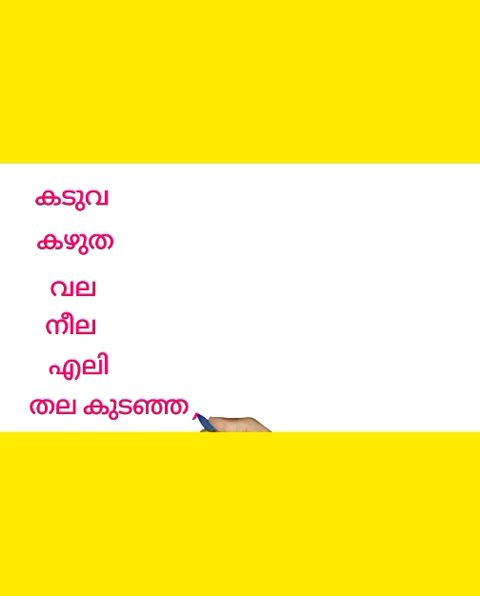 കടുവ
കഴുത
വല
നീല
എലി
തല കുടഞ്ഞ